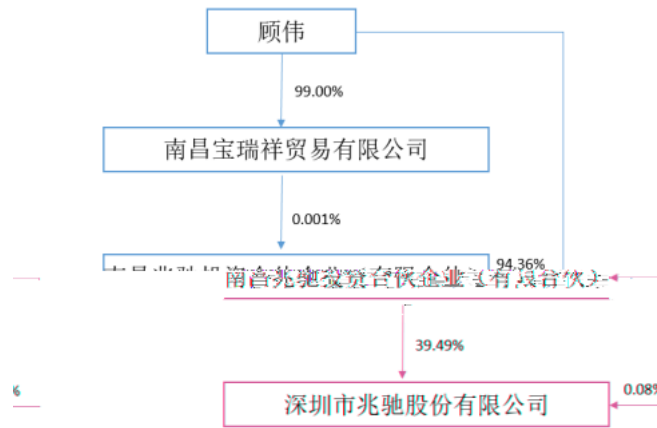 顾伟
99.00%
南昌宝瑞祥贸易有限公司
0.001%
94.36%
南昌兆驰投资合伙企业（有限合伙）
39.49%
%
0.08%
深圳市兆驰股份有限公司